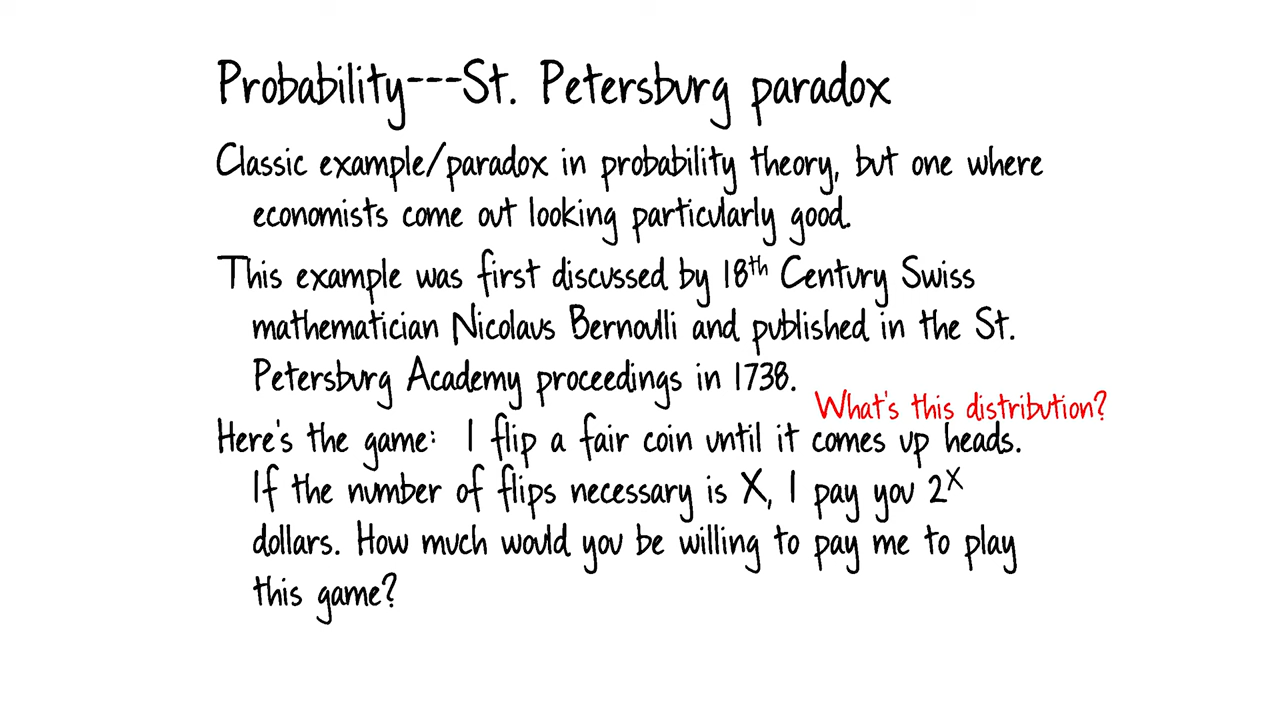 Probability---St. Petersburg paradox
Classic example/paradox in probability theory, but one where
economists come out looking particularly good.
This example was first discussed by 18th Century Swiss
mathematician Nicolaus Bernoulli and published in the St.
Petersburg Academy proceedings in 1738.
What's this distribution?
Here's the game: I flip a fair coin until it comes up heads.
If the number of flips necessary is X, I pay you 2^X
dollars. How much would you be willing to pay me to play
this game?